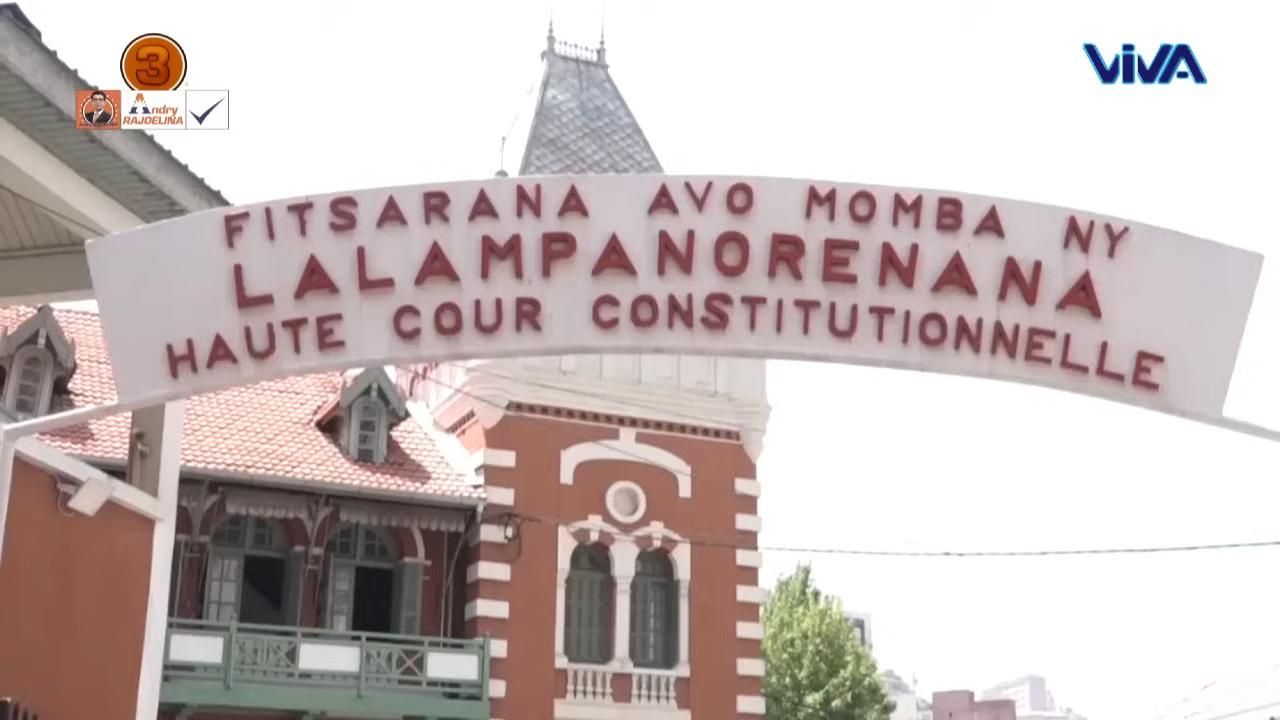 3
Andry
RAJOELINA
VIVA
FITSARANA AVO MOMBA NY
LALAMPANORENANA
HAUTE COUR CONSTITUTIONNELLE